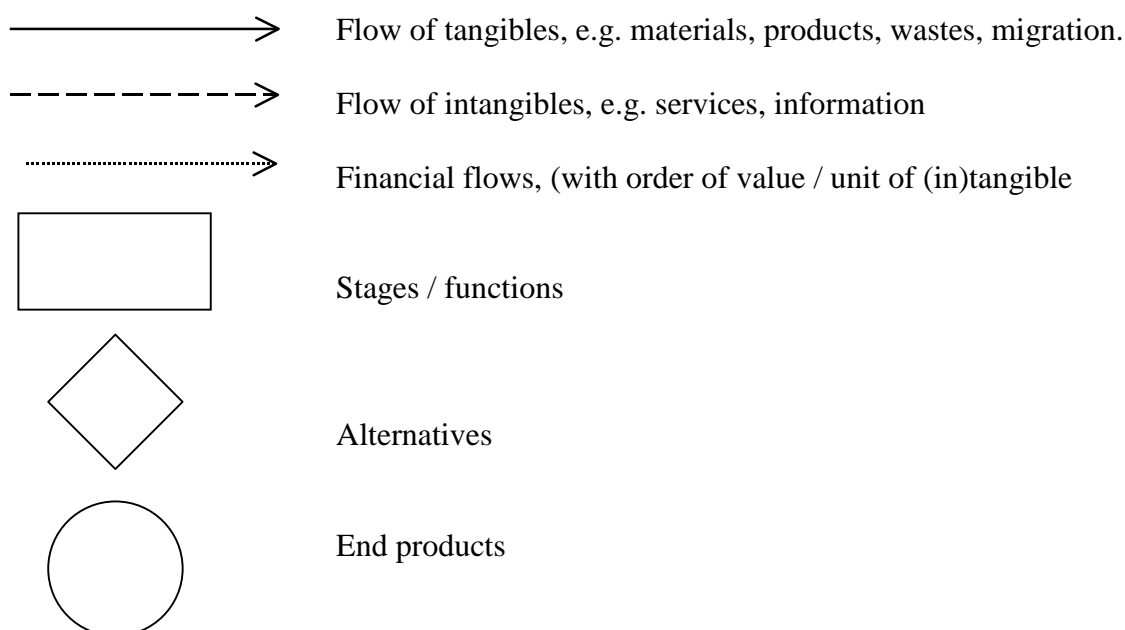 Flow of tangibles, e.g. materials, products, wastes, migration.
Flow of intangibles, e.g. services, information
Financial flows, (with order of value / unit of (in)tangible
Stages / functions
Alternatives
End products